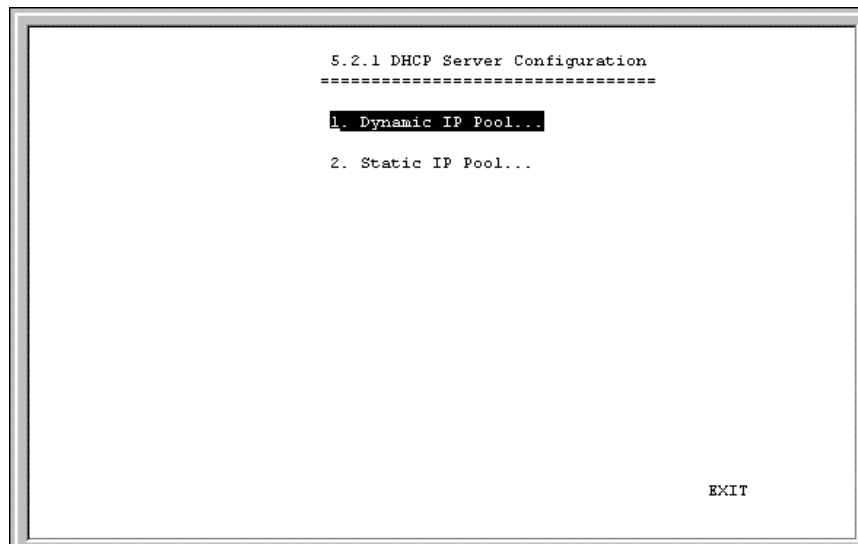 5.2.1 DHCP Server Configuration
=================================
1. Dynamic IP Pool...
2. Static IP Pool...
EXIT